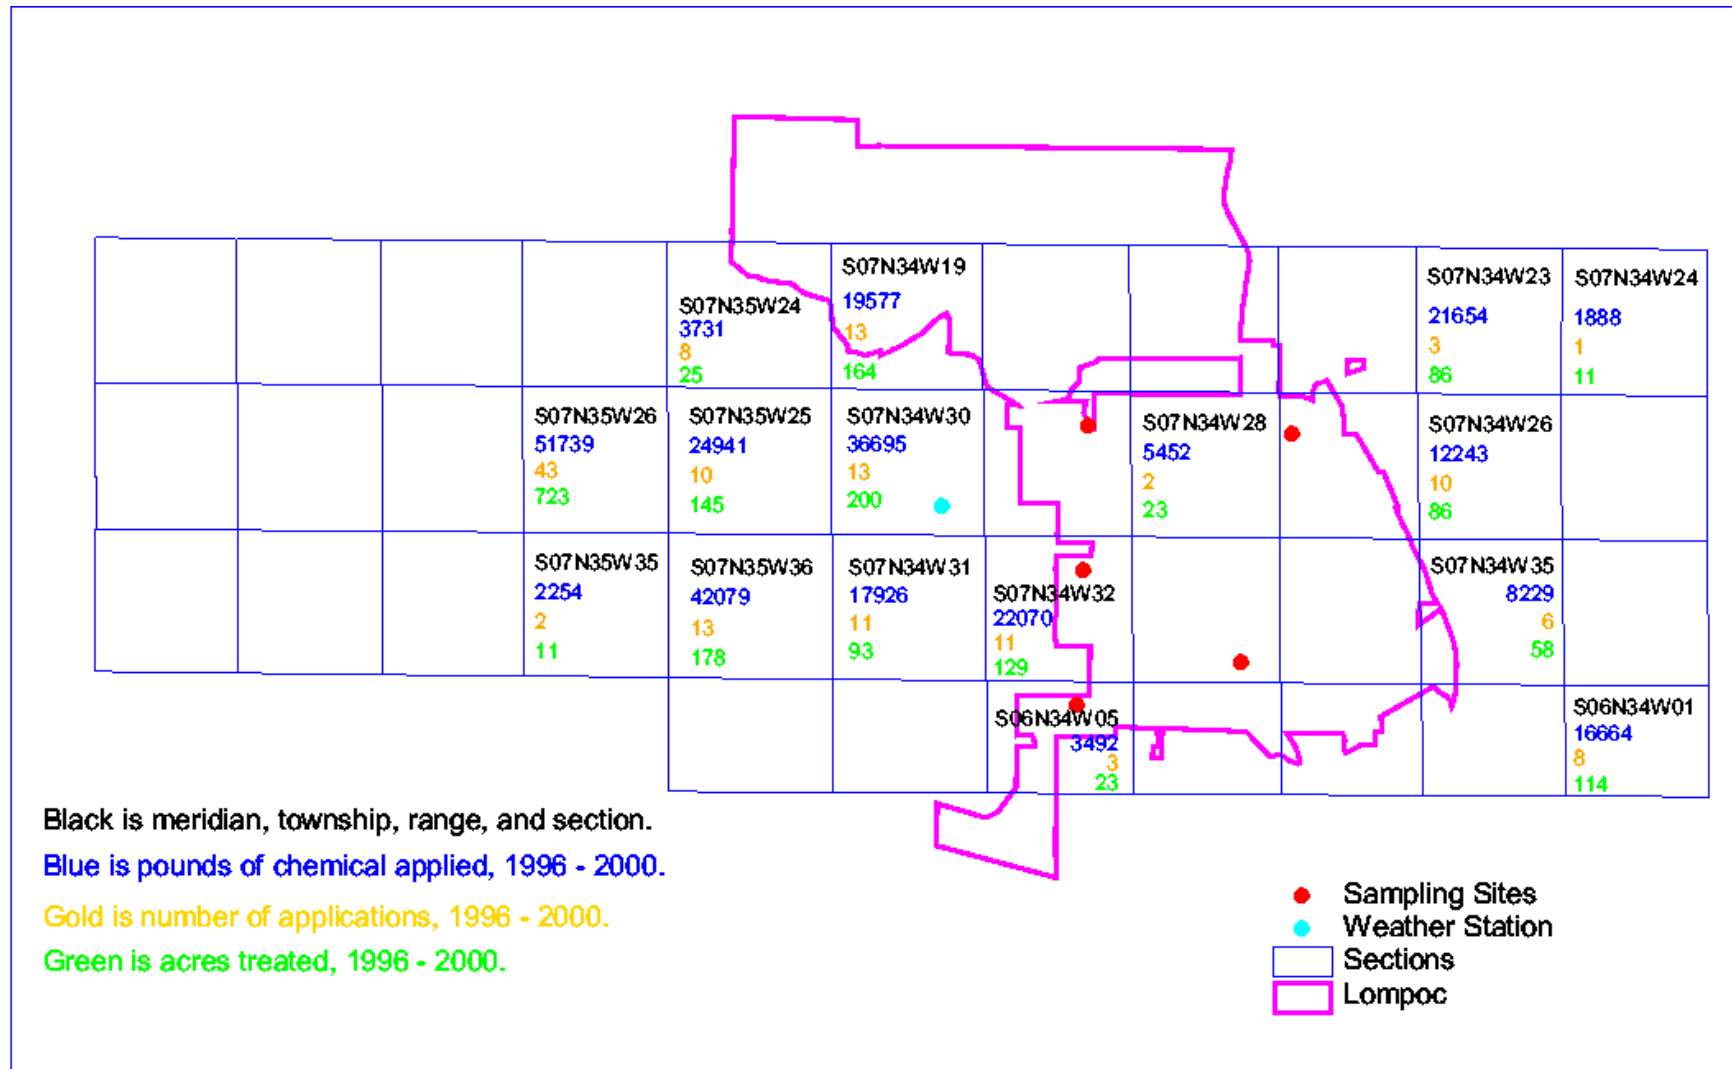 S07N35W24
3731
8
25
S07N34W19
19577
13
164
S07N34W23
21654
3
86
S07N34W24
1888
1
11
S07N35W26
51739
43
723
S07N35W25
24941
10
145
S07N34W30
36695
13
200
S07N34W28
5452
2
23
S07N34W26
12243
10
86
S07N35W35
2254
2
11
S07N35W36
42079
13
178
S07N34W31
17926
11
93
S07N34W32
22070
11
129
S07N34W35
8229
6
58
S06N34W05
3492
3
23
S06N34W01
16664
8
114
Black is meridian, township, range, and section.
Blue is pounds of chemical applied, 1996 - 2000.
Gold is number of applications, 1996 - 2000.
Green is acres treated, 1996 - 2000.
Sampling Sites
Weather Station
Sections
Lompoc